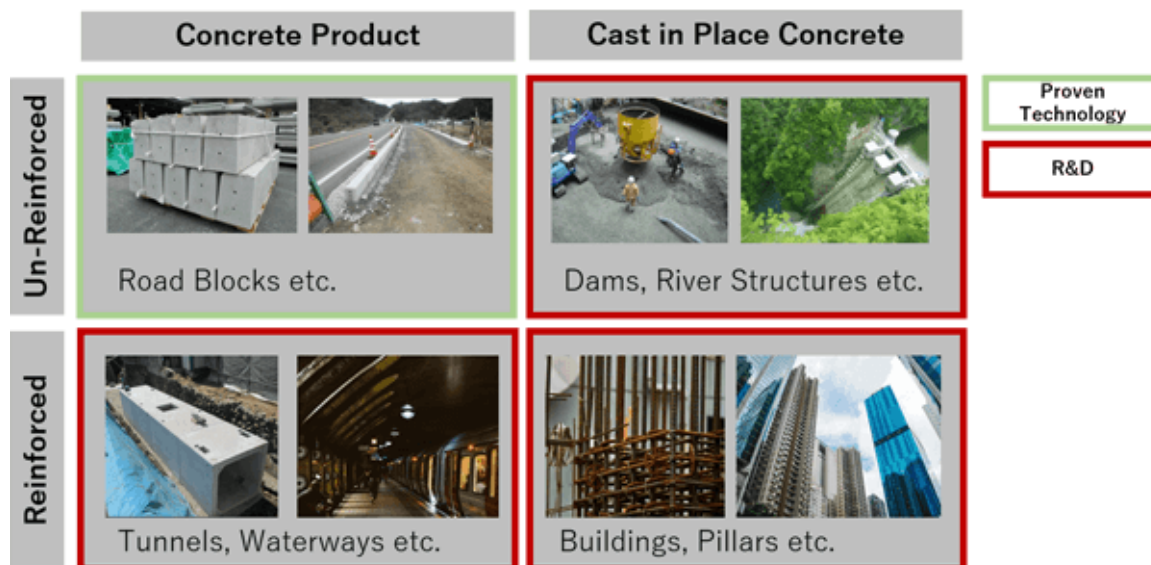 Concrete Product
Cast in Place Concrete
Un-Reinforced
Road Blocks etc.
Dams, River Structures etc.
Proven
Technology
R&D
Reinforced
Tunnels, Waterways etc.
Buildings, Pillars etc.